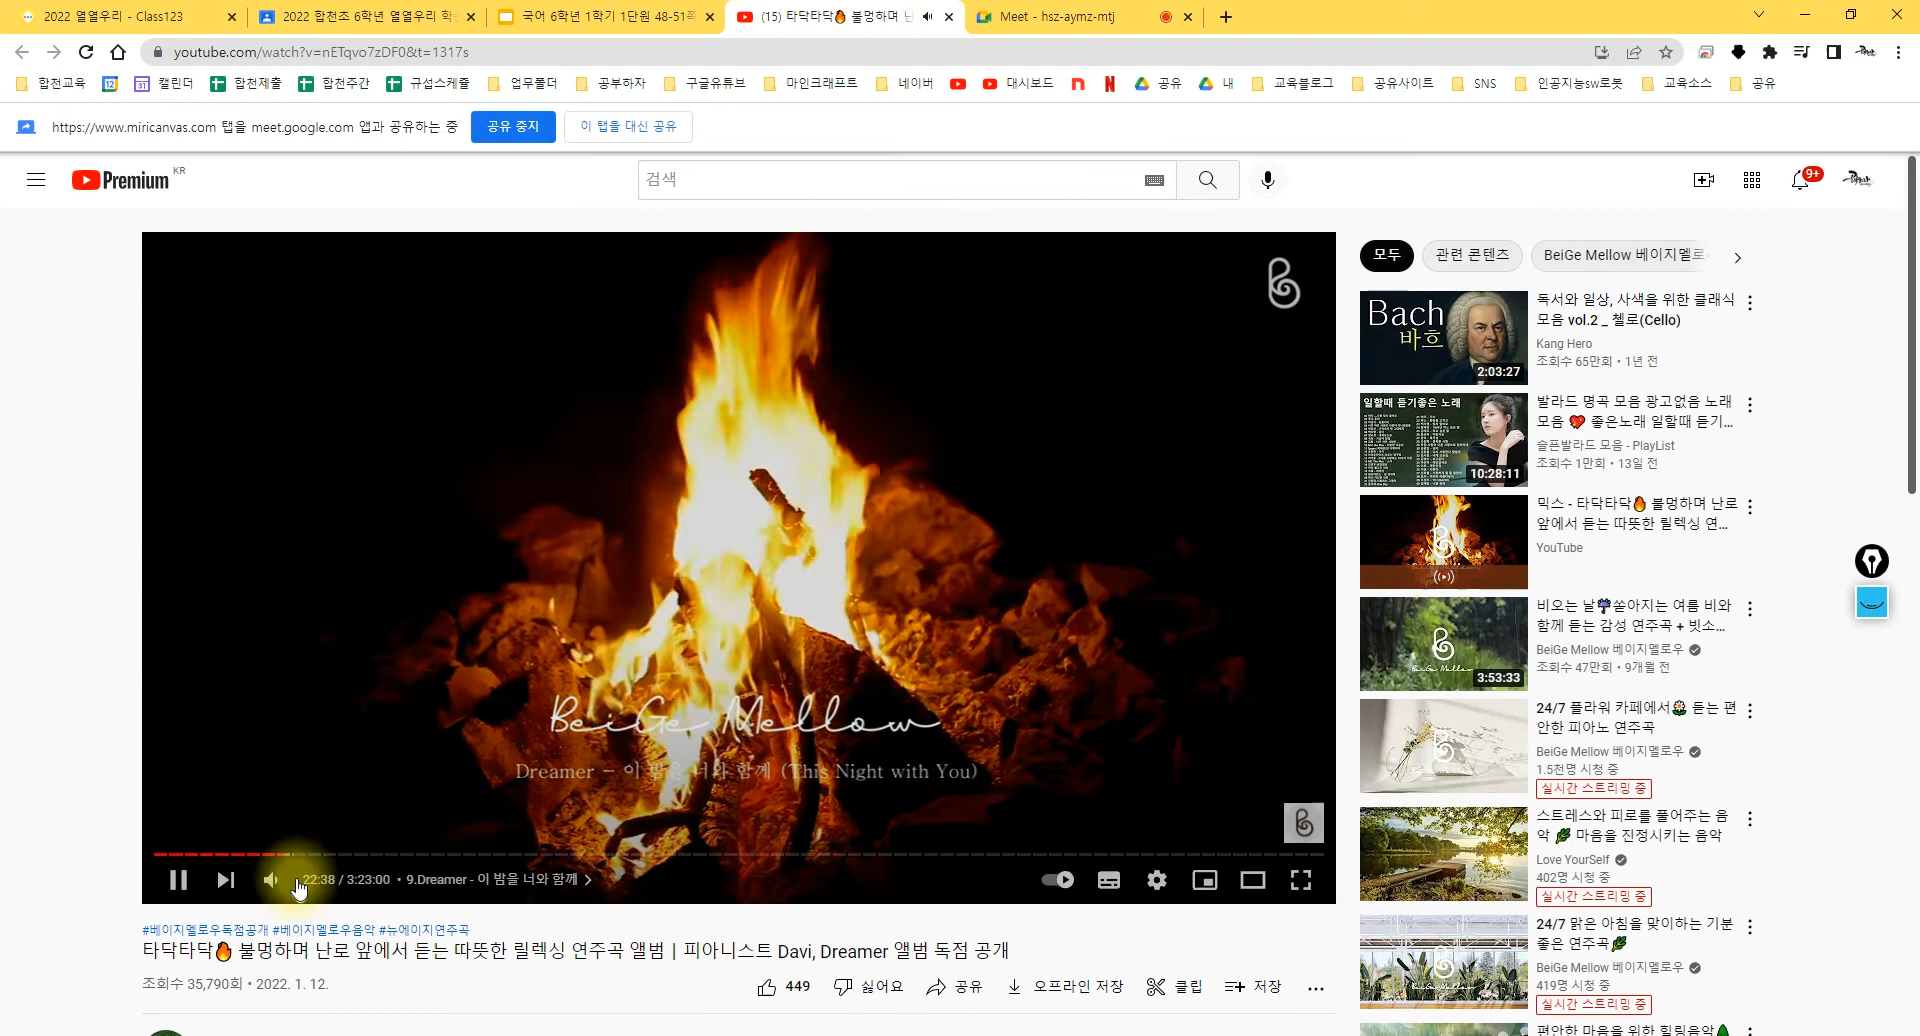 2022 열열우리 - Class123
2022 합천초 6학년 열열우리 학
국어 6학년 1학기 1단원 48-51쪽
(15) 타닥타닥🔥 불멍하며 난
Meet - hsz-aymz-mtj
youtube.com/watch?v=nETqvo7zDF0&t=1317s
합천교육
캘린더
합천제출
합천주간
규섭스케쥴
업무폴더
공부하자
구글유튜브
마인크래프트
네이버
대시보드
공유
내
교육블로그
공유사이트
SNS
인공지능sw로봇
교육소스
공유
https://www.miricanvas.com 탭을 meet.google.com 앱과 공유하는 중
공유 중지
이 탭을 대신 공유
Premium KR
검색
9+
BeiGe Mellow
Dreamer - 이 밤을 너와 함께 (This Night with You)
22:38 / 3:23:00 • 9.Dreamer - 이 밤을 너와 함께
#베이지멜로우독점공개 #베이지멜로우음악 #뉴에이지연주곡
타닥타닥🔥 불멍하며 난로 앞에서 듣는 따뜻한 릴렉싱 연주곡 앨범 | 피아니스트 Davi, Dreamer 앨범 독점 공개
조회수 35,790회 • 2022. 1. 12.
449
싫어요
공유
오프라인 저장
클립
저장
모두
관련 콘텐츠
BeiGe Mellow 베이지멜로
Bach
바흐
2:03:27
독서와 일상, 사색을 위한 클래식
모음 vol.2 _ 첼로(Cello)
Kang Hero
조회수 65만회 • 1년 전
일할때 듣기좋은 노래
10:28:11
발라드 명곡 모음 광고없음 노래
모음 💖 좋은노래 일할때 듣기...
슬픈발라드 모음 - PlayList
조회수 1만회 • 13일 전
믹스 - 타닥타닥🔥 불멍하며 난로
앞에서 듣는 따뜻한 릴렉싱 연...
YouTube
BeiGe Mellow
3:53:33
비오는 날☔쏟아지는 여름 비와
함께 듣는 감성 연주곡 + 빗소...
BeiGe Mellow 베이지멜로우
조회수 47만회 • 9개월 전
24/7 플라워 카페에서🌼 듣는 편
안한 피아노 연주곡
BeiGe Mellow 베이지멜로우
1.5천명 시청 중
실시간 스트리밍 중
스트레스와 피로를 풀어주는 음
악 🌿 마음을 진정시키는 음악
Love YourSelf
402명 시청 중
실시간 스트리밍 중
24/7 맑은 아침을 맞이하는 기분
좋은 연주곡🌿
BeiGe Mellow 베이지멜로우
419명 시청 중
실시간 스트리밍 중
편안한 마음을 위한 힐링음악🌲